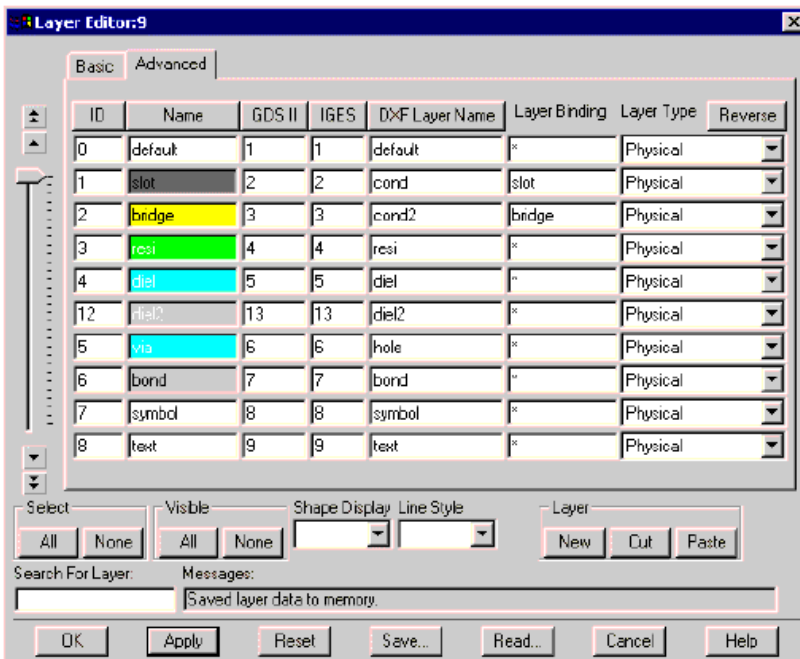 Layer Editor:9
Basic Advanced
ID Name GDS II IGES DXF Layer Name Layer Binding Layer Type Reverse
0 default 1 1 default * Physical
1 slot 2 2 cond slot Physical
2 bridge 3 3 cond2 bridge Physical
3 resi 4 4 resi * Physical
4 diel 5 5 diel * Physical
12 diel2 13 13 diel2 * Physical
5 via 6 6 hole * Physical
6 bond 7 7 bond * Physical
7 symbol 8 8 symbol * Physical
8 text 9 9 text * Physical
Select Visible Shape Display Line Style Layer
All None All None New Cut Paste
Search For Layer: Messages:
Saved layer data to memory.
OK Apply Reset Save... Read... Cancel Help